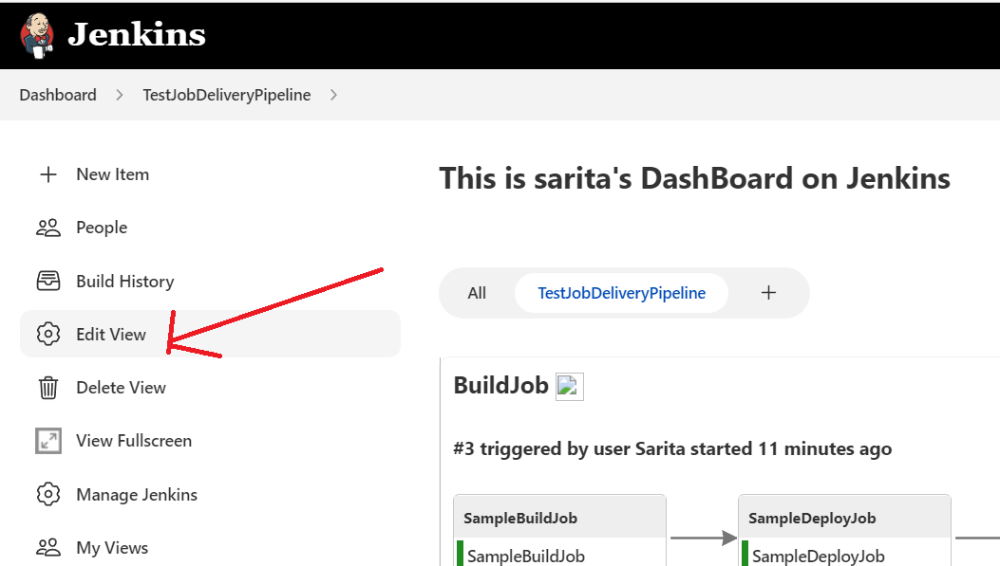 Jenkins
Dashboard > TestJobDeliveryPipeline >
New Item
People
Build History
Edit View
Delete View
View Fullscreen
Manage Jenkins
My Views
This is sarita's DashBoard on Jenkins
All TestJobDeliveryPipeline +
BuildJob
#3 triggered by user Sarita started 11 minutes ago
SampleBuildJob
SampleBuildJob
SampleDeployJob
SampleDeployJob